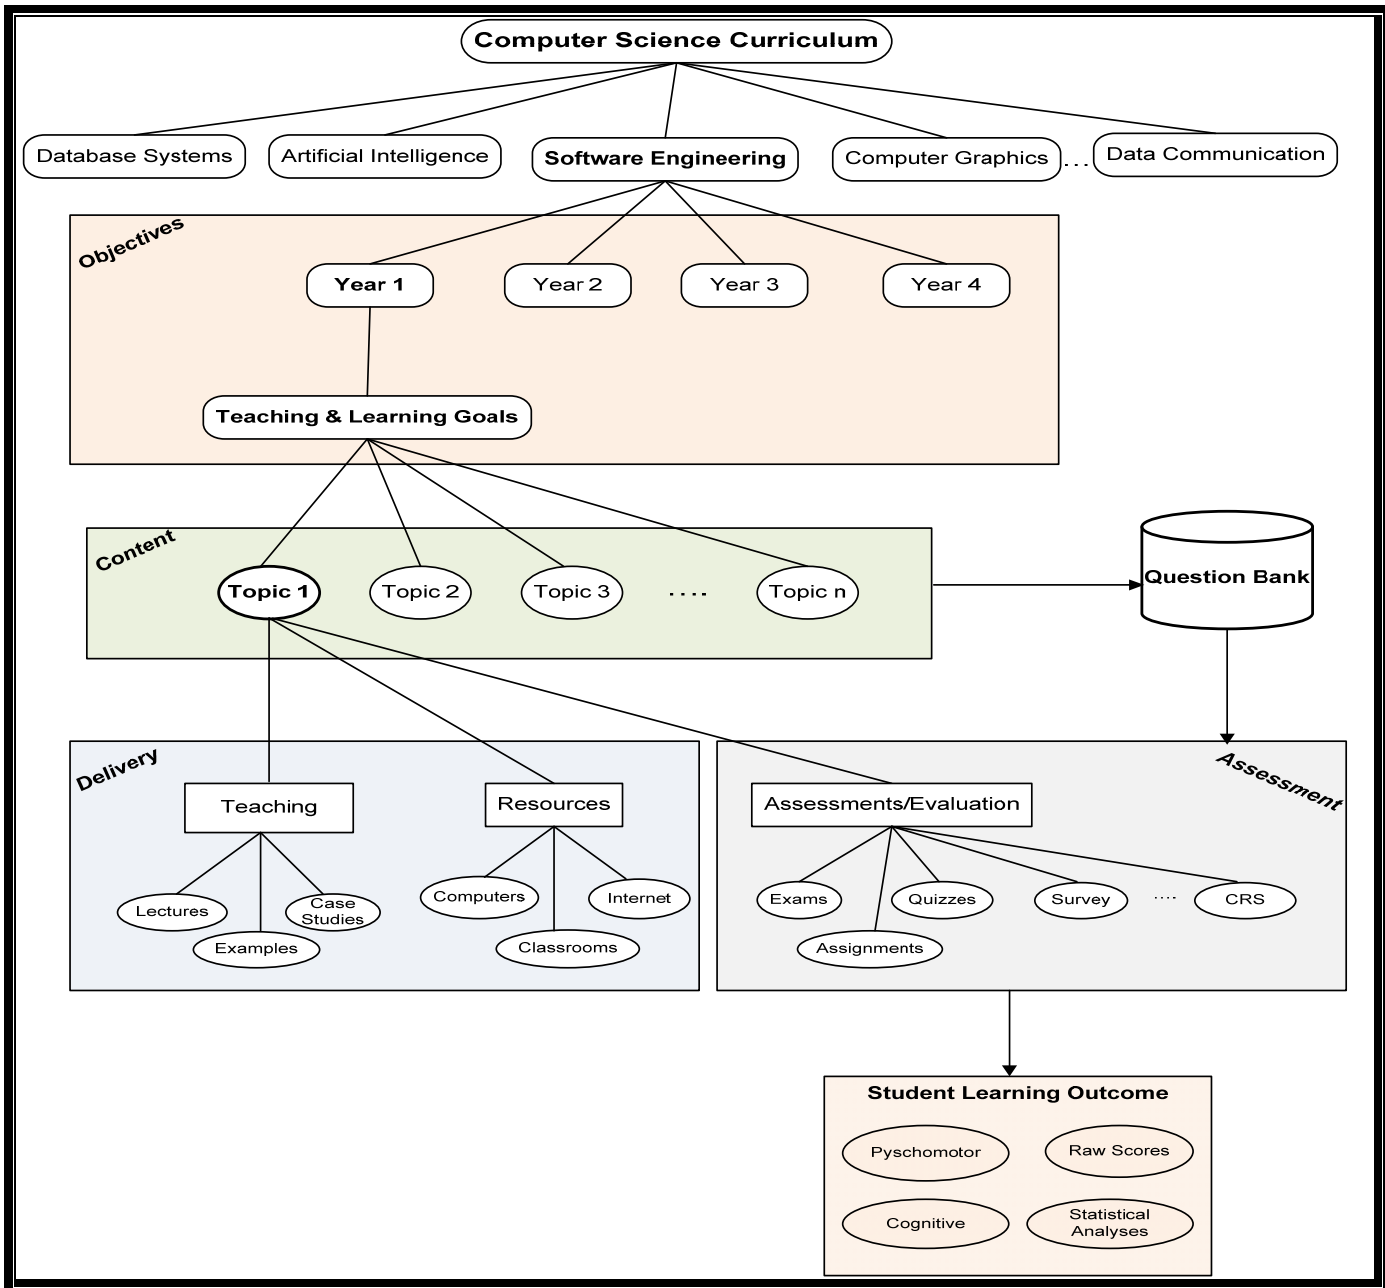 Computer Science Curriculum
Database Systems
Artificial Intelligence
Software Engineering
Computer Graphics
....
Data Communication
Objectives
Year 1
Year 2
Year 3
Year 4
Teaching & Learning Goals
Content
Topic 1
Topic 2
Topic 3
....
Topic n
Question Bank
Delivery
Teaching
Resources
Lectures
Examples
Case
Studies
Computers
Classrooms
Internet
Assessment
Assessments/Evaluation
Exams
Assignments
Quizzes
Survey
....
CRS
Student Learning Outcome
Pyschomotor
Raw Scores
Cognitive
Statistical
Analyses